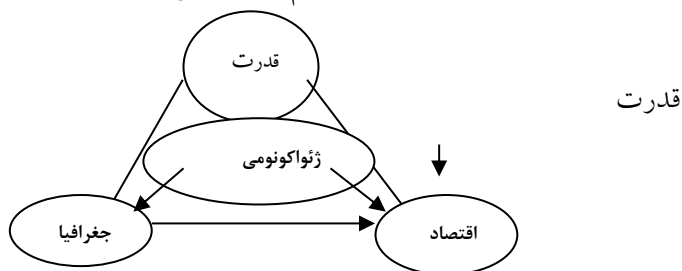 قدرت
قدرت
ژئواکونومی
جغرافیا
اقتصاد